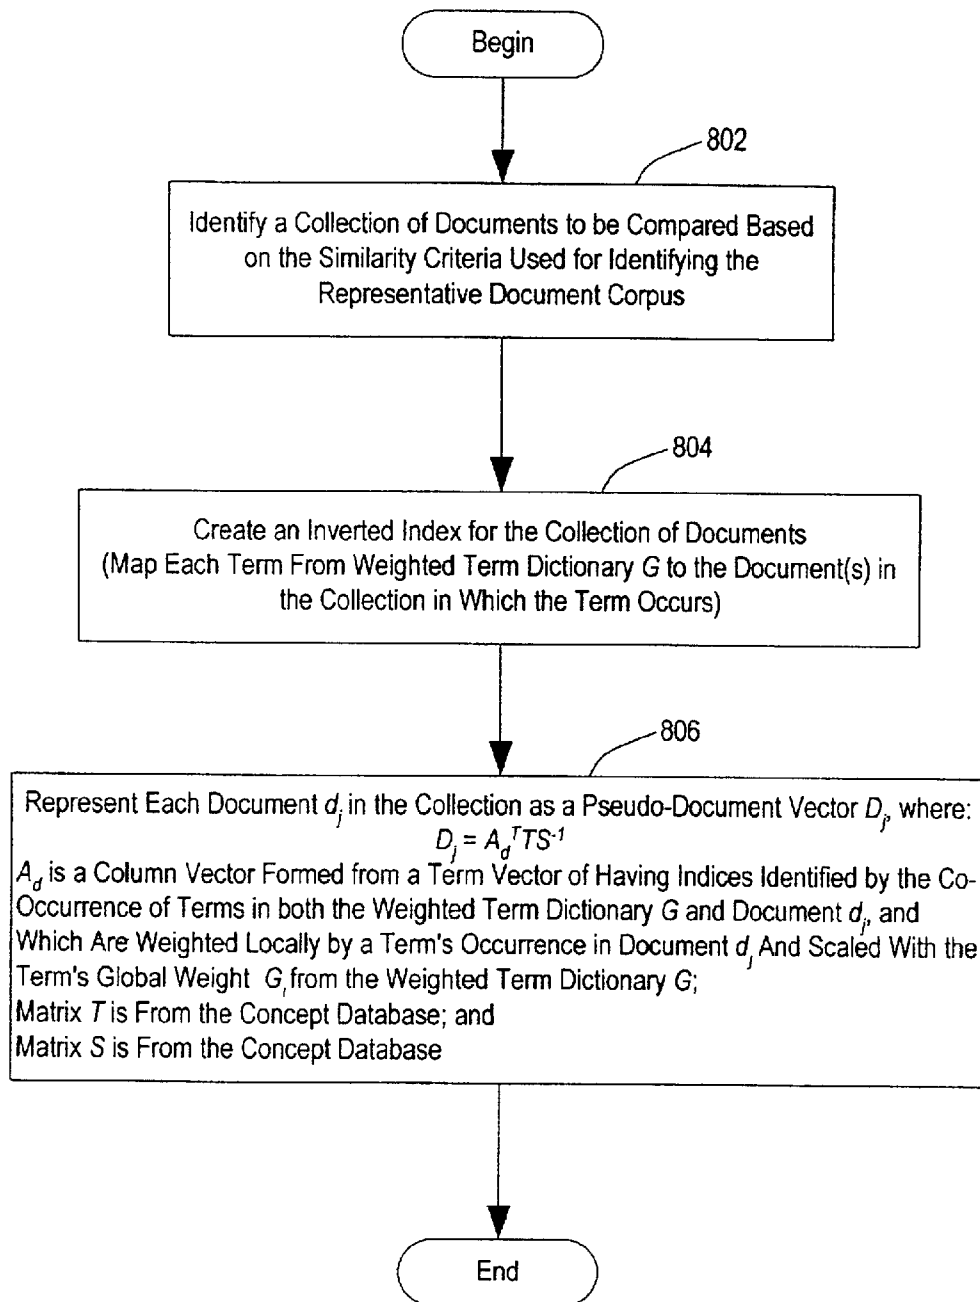 Begin
802
Identify a Collection of Documents to be Compared Based
on the Similarity Criteria Used for Identifying the
Representative Document Corpus
804
Create an Inverted Index for the Collection of Documents
(Map Each Term From Weighted Term Dictionary G to the Document(s) in
the Collection in Which the Term Occurs)
806
Represent Each Document dj in the Collection as a Pseudo-Document Vector Dj, where:
Dj = Ad^T TS^-1
Ad is a Column Vector Formed from a Term Vector of Having Indices Identified by the Co-
Occurrence of Terms in both the Weighted Term Dictionary G and Document dj, and
Which Are Weighted Locally by a Term's Occurrence in Document dj And Scaled With the
Term's Global Weight Gi from the Weighted Term Dictionary G;
Matrix T is From the Concept Database; and
Matrix S is From the Concept Database
End